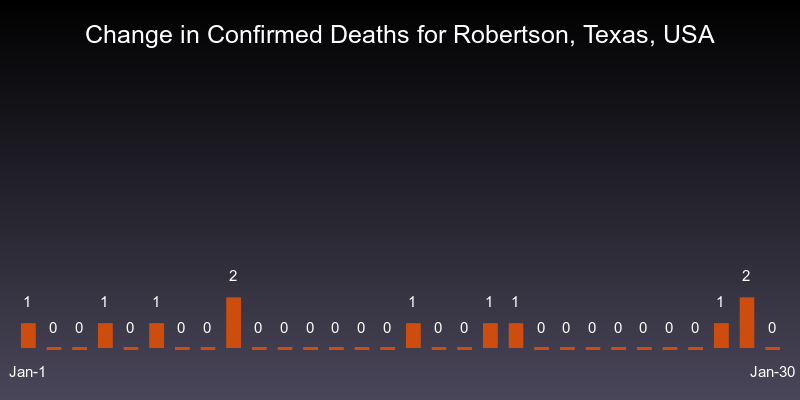 Change in Confirmed Deaths for Robertson, Texas, USA
2 2
1 1 1 1 1 1 1
0 0 0 0 0 0 0 0 0 0 0 0 0 0 0 0 0 0 0 0 0
Jan-1 Jan-30